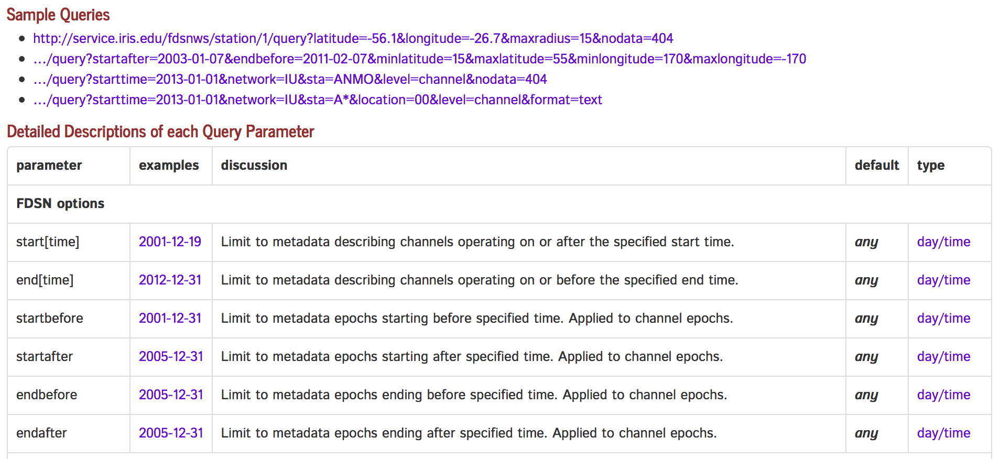 Sample Queries
http://service.iris.edu/fdsnws/station/1/query?latitude=-56.1&longitude=-26.7&maxradius=15&nodata=404
…/query?startafter=2003-01-07&endbefore=2011-02-07&minlatitude=15&maxlatitude=55&minlongitude=170&maxlongitude=-170
…/query?starttime=2013-01-01&network=IU&sta=ANMO&level=channel&nodata=404
…/query?starttime=2013-01-01&network=IU&sta=A*&location=00&level=channel&format=text
Detailed Descriptions of each Query Parameter
parameter examples discussion default type
FDSN options
start[time] 2001-12-19 Limit to metadata describing channels operating on or after the specified start time. any day/time
end[time] 2012-12-31 Limit to metadata describing channels operating on or before the specified end time. any day/time
startbefore 2001-12-31 Limit to metadata epochs starting before specified time. Applied to channel epochs. any day/time
startafter 2005-12-31 Limit to metadata epochs starting after specified time. Applied to channel epochs. any day/time
endbefore 2005-12-31 Limit to metadata epochs ending before specified time. Applied to channel epochs. any day/time
endafter 2005-12-31 Limit to metadata epochs ending after specified time. Applied to channel epochs. any day/time